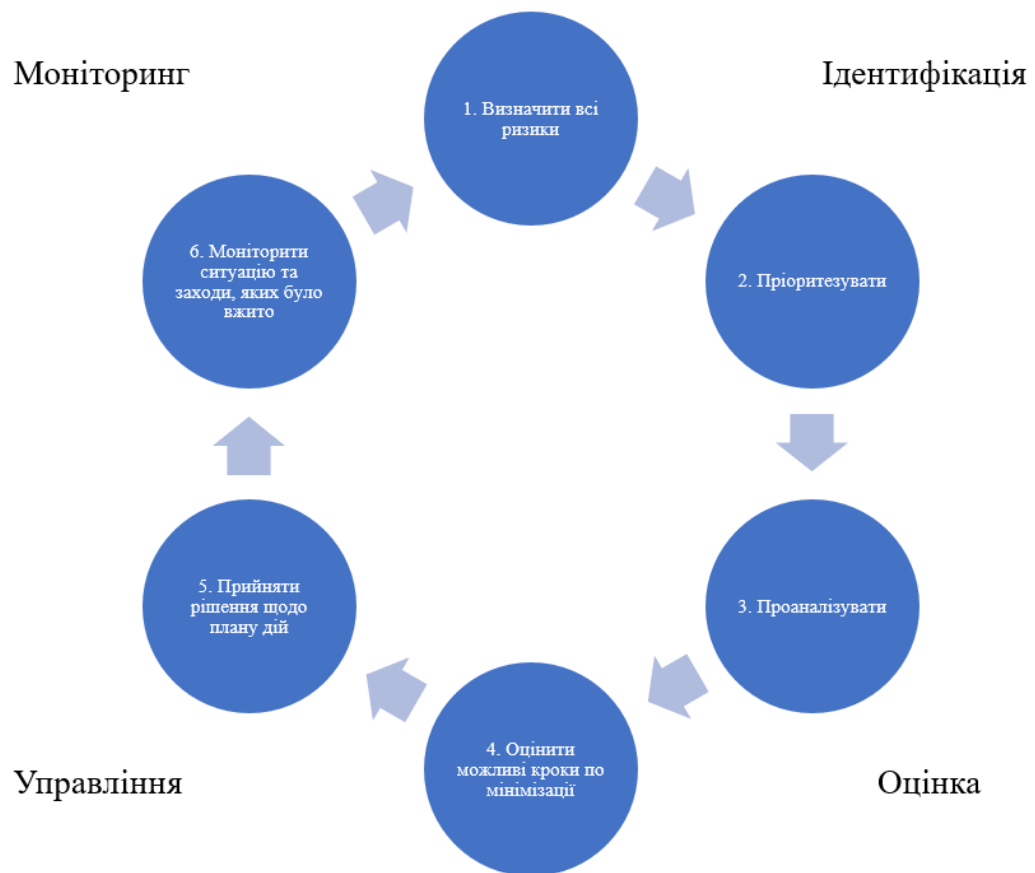 Моніторинг
Ідентифікація
1. Визначити всі
ризики
6. Моніторити
ситуацію та
заходи, яких було
вжито
2. Пріоритезувати
5. Прийняти
рішення щодо
плану дій
3. Проаналізувати
4. Оцінити
можливі кроки по
мінімізації
Управління
Оцінка